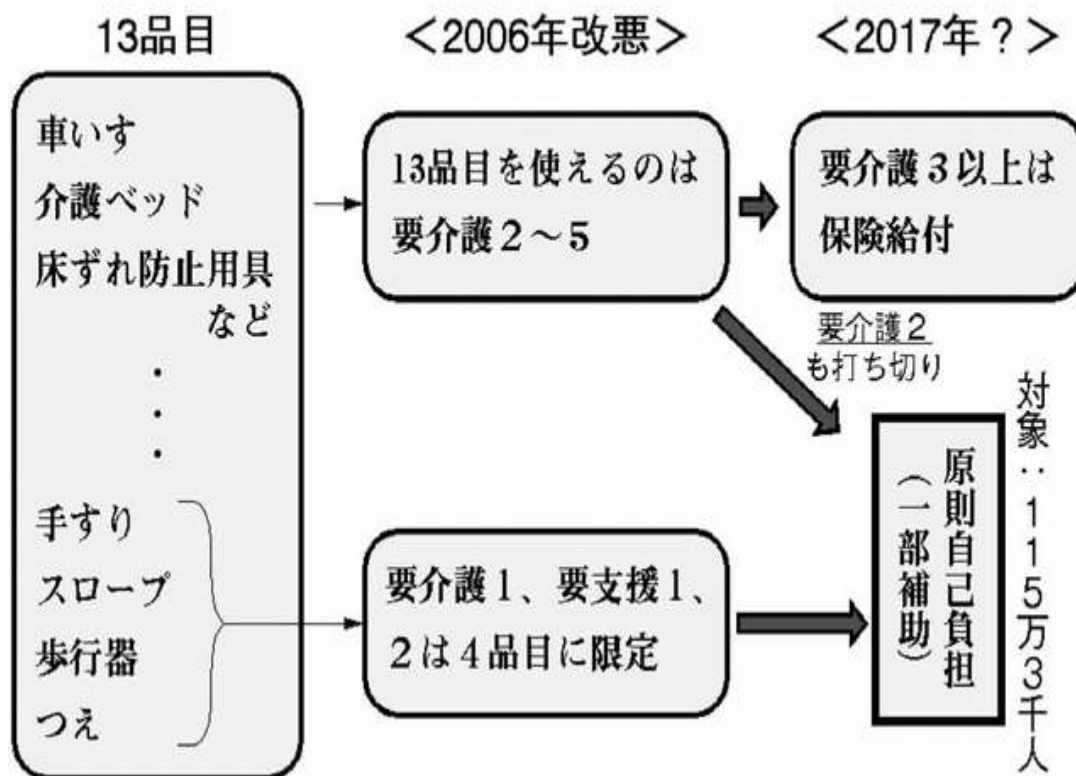 13品目
車いす
介護ベッド
床ずれ防止用具
など
・
・
・
手すり
スロープ
歩行器
つえ
＜2006年改悪＞
13品目を使えるのは
要介護２～５
要介護１、要支援１、
２は４品目に限定
＜2017年？＞
要介護３以上は
保険給付
要介護２
も打ち切り
原則自己負担
（一部補助）
対象：１１５万３千人